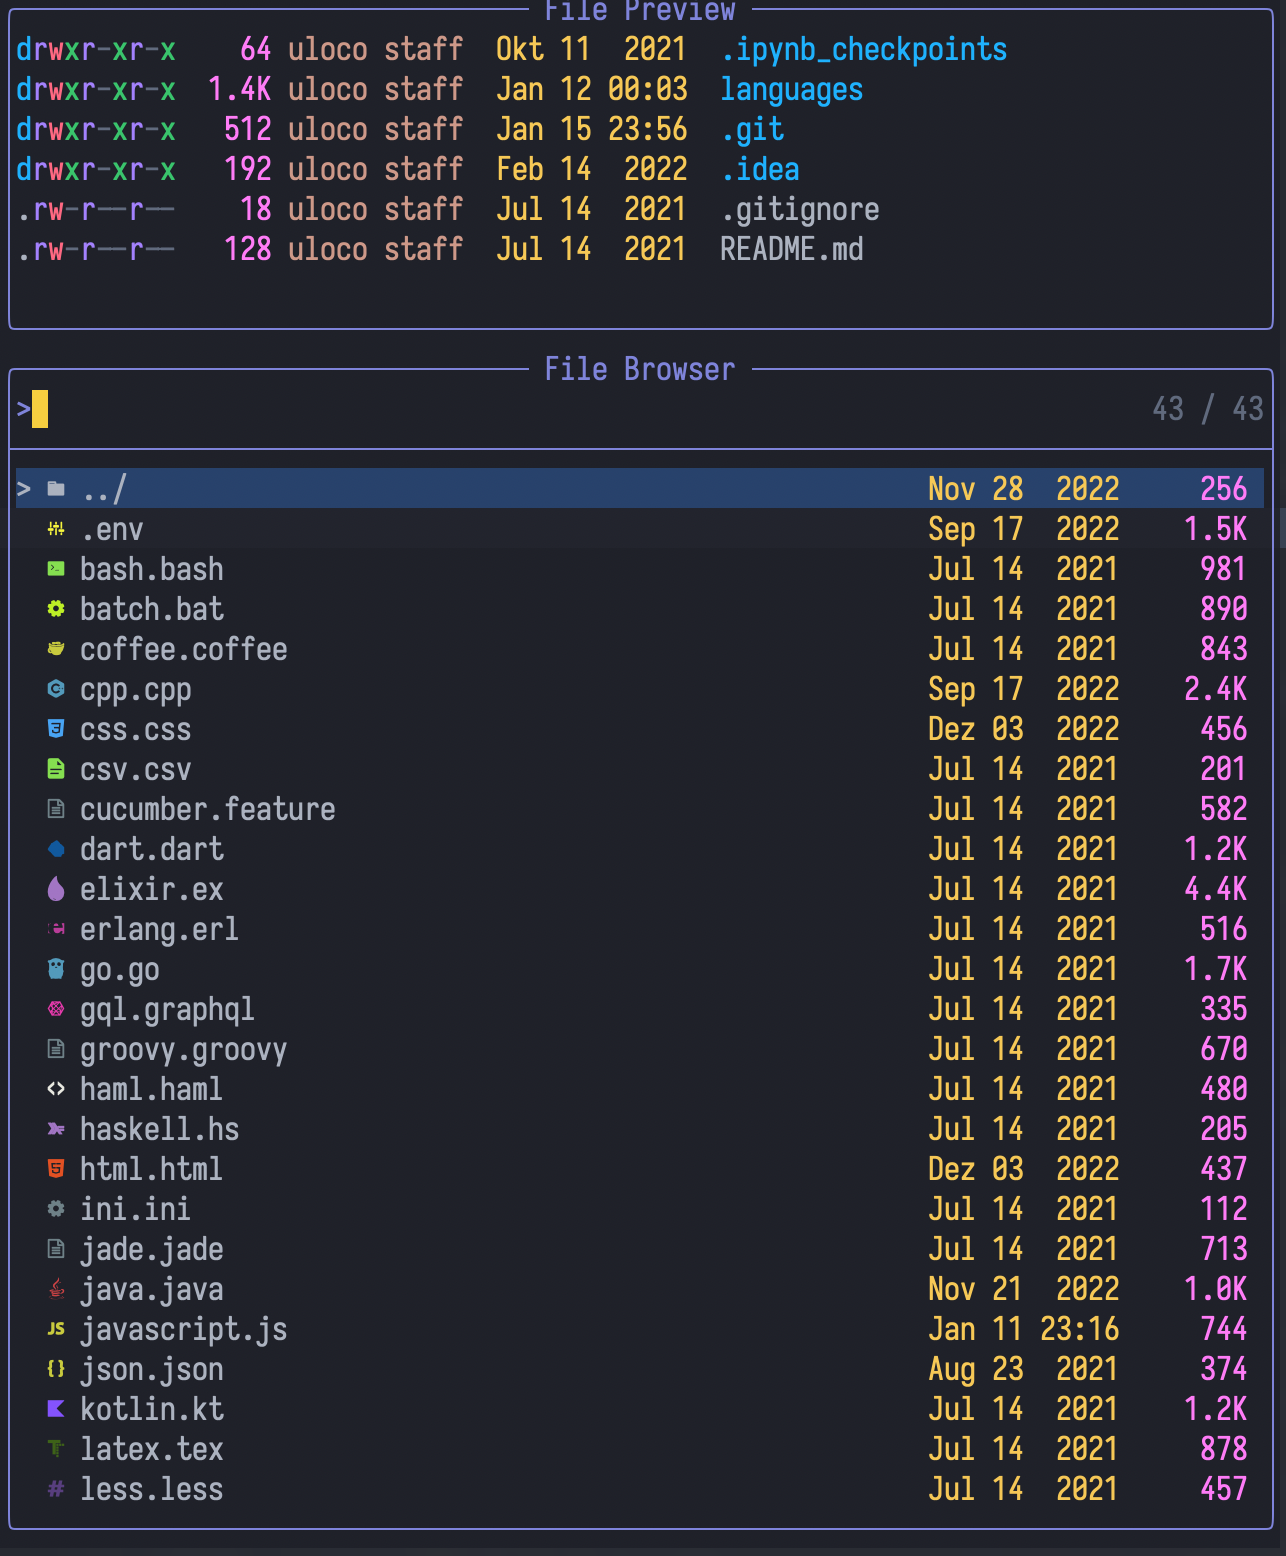 File Preview
drwxr-xr-x 64 uloco staff Okt 11 2021 .ipynb_checkpoints
drwxr-xr-x 1.4K uloco staff Jan 12 00:03 languages
drwxr-xr-x 512 uloco staff Jan 15 23:56 .git
drwxr-xr-x 192 uloco staff Feb 14 2022 .idea
.rw-r--r-- 18 uloco staff Jul 14 2021 .gitignore
.rw-r--r-- 128 uloco staff Jul 14 2021 README.md
File Browser
> 43 / 43
> ../ Nov 28 2022 256
.env Sep 17 2022 1.5K
bash.bash Jul 14 2021 981
batch.bat Jul 14 2021 890
coffee.coffee Jul 14 2021 843
cpp.cpp Sep 17 2022 2.4K
css.css Dez 03 2022 456
csv.csv Jul 14 2021 201
cucumber.feature Jul 14 2021 582
dart.dart Jul 14 2021 1.2K
elixir.ex Jul 14 2021 4.4K
erlang.erl Jul 14 2021 516
go.go Jul 14 2021 1.7K
gql.graphql Jul 14 2021 335
groovy.groovy Jul 14 2021 670
<> haml.haml Jul 14 2021 480
haskell.hs Jul 14 2021 205
html.html Dez 03 2022 437
ini.ini Jul 14 2021 112
jade.jade Jul 14 2021 713
java.java Nov 21 2022 1.0K
JS javascript.js Jan 11 23:16 744
{} json.json Aug 23 2021 374
kotlin.kt Jul 14 2021 1.2K
latex.tex Jul 14 2021 878
# less.less Jul 14 2021 457